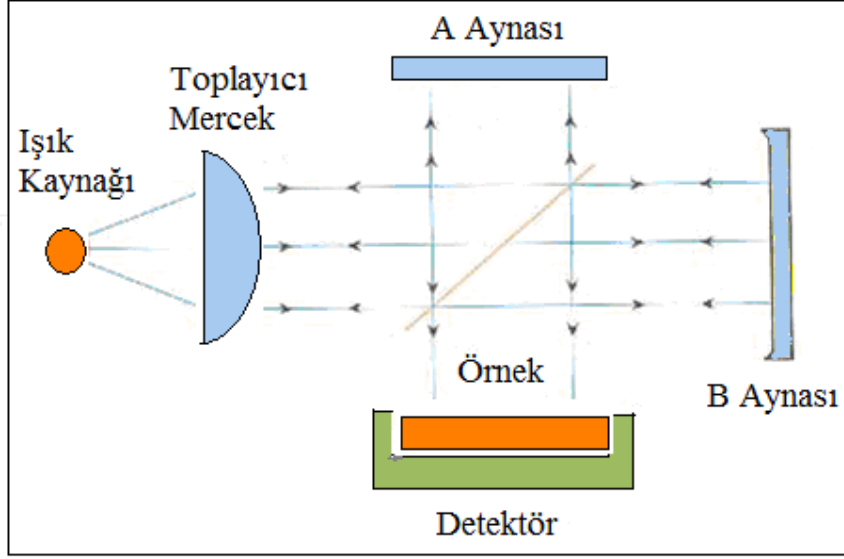 A Aynası
Toplayıcı
Mercek
Işık
Kaynağı
Örnek
B Aynası
Detektör